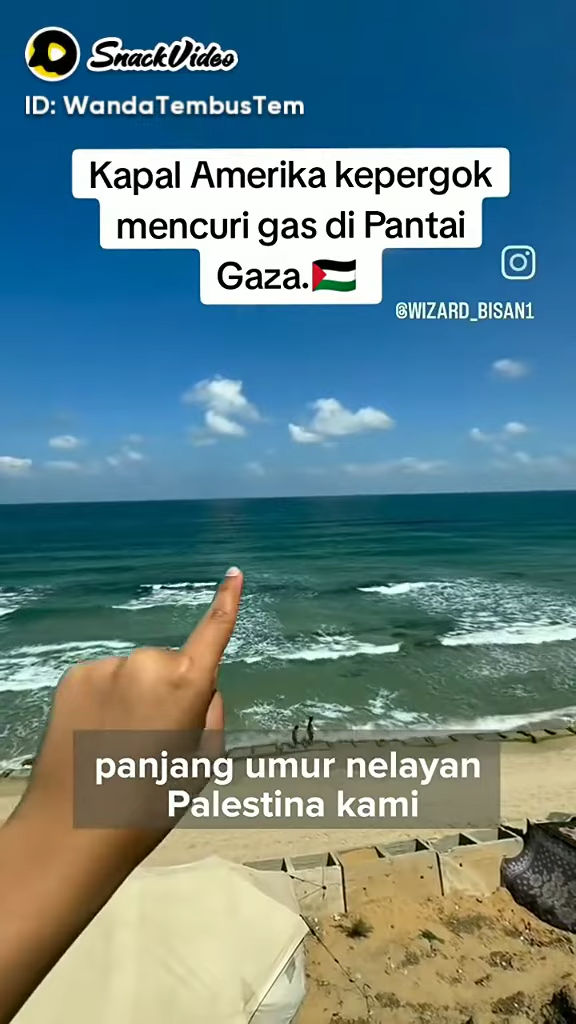 SnackVideo
ID: WandaTembusTem
Kapal Amerika kepergok
mencuri gas di Pantai
Gaza.🇵🇸
@WIZARD_BISAN1
panjang umur nelayan
Palestina kami